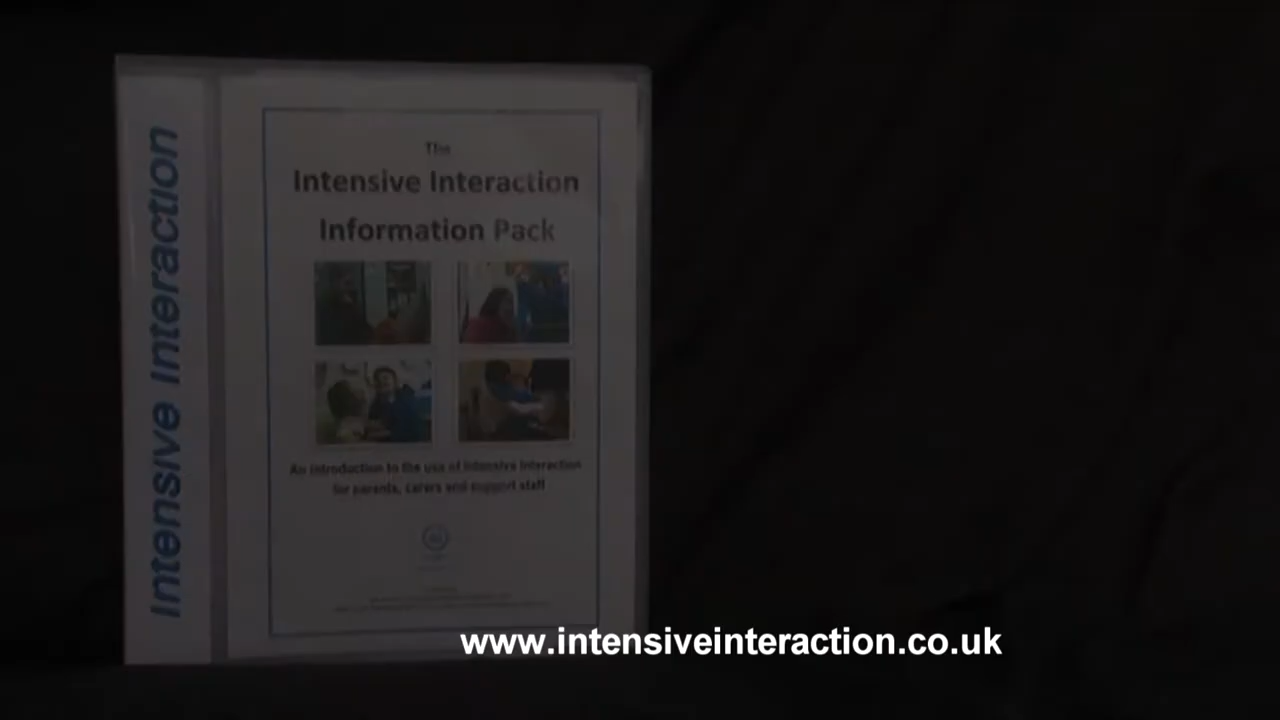 Intensive Interaction
The
Intensive Interaction
Information Pack
An introduction to the use of Intensive Interaction
for parents, carers and support staff
www.intensiveinteraction.co.uk